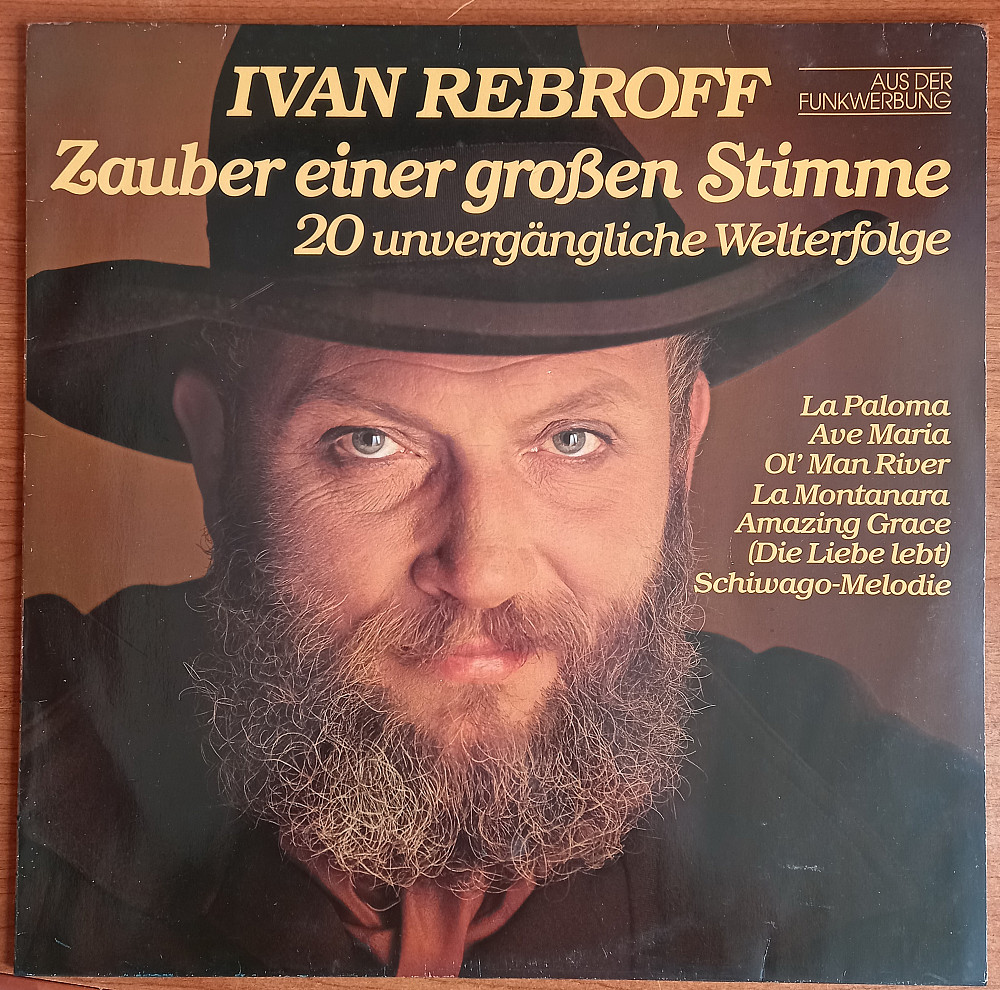 IVAN REBROFF
AUS DER
FUNKWERBUNG
Zauber einer großen Stimme
20 unvergängliche Welterfolge
La Paloma
Ave Maria
Ol' Man River
La Montanara
Amazing Grace
(Die Liebe lebt)
Schiwago-Melodie